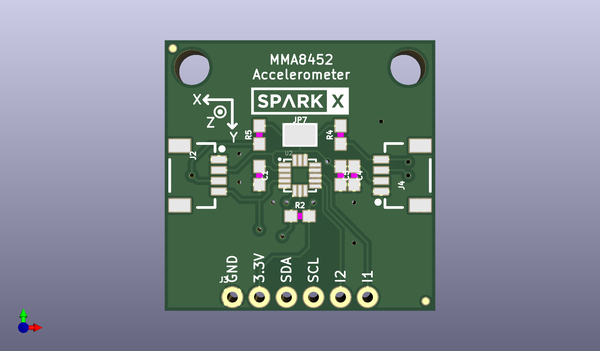 MMA8452
Accelerometer
SPARK X
X
Z
Y
JP7
R5
R4
J2
U2
J4
R2
GND
3.3V
SDA
SCL
I2
I1